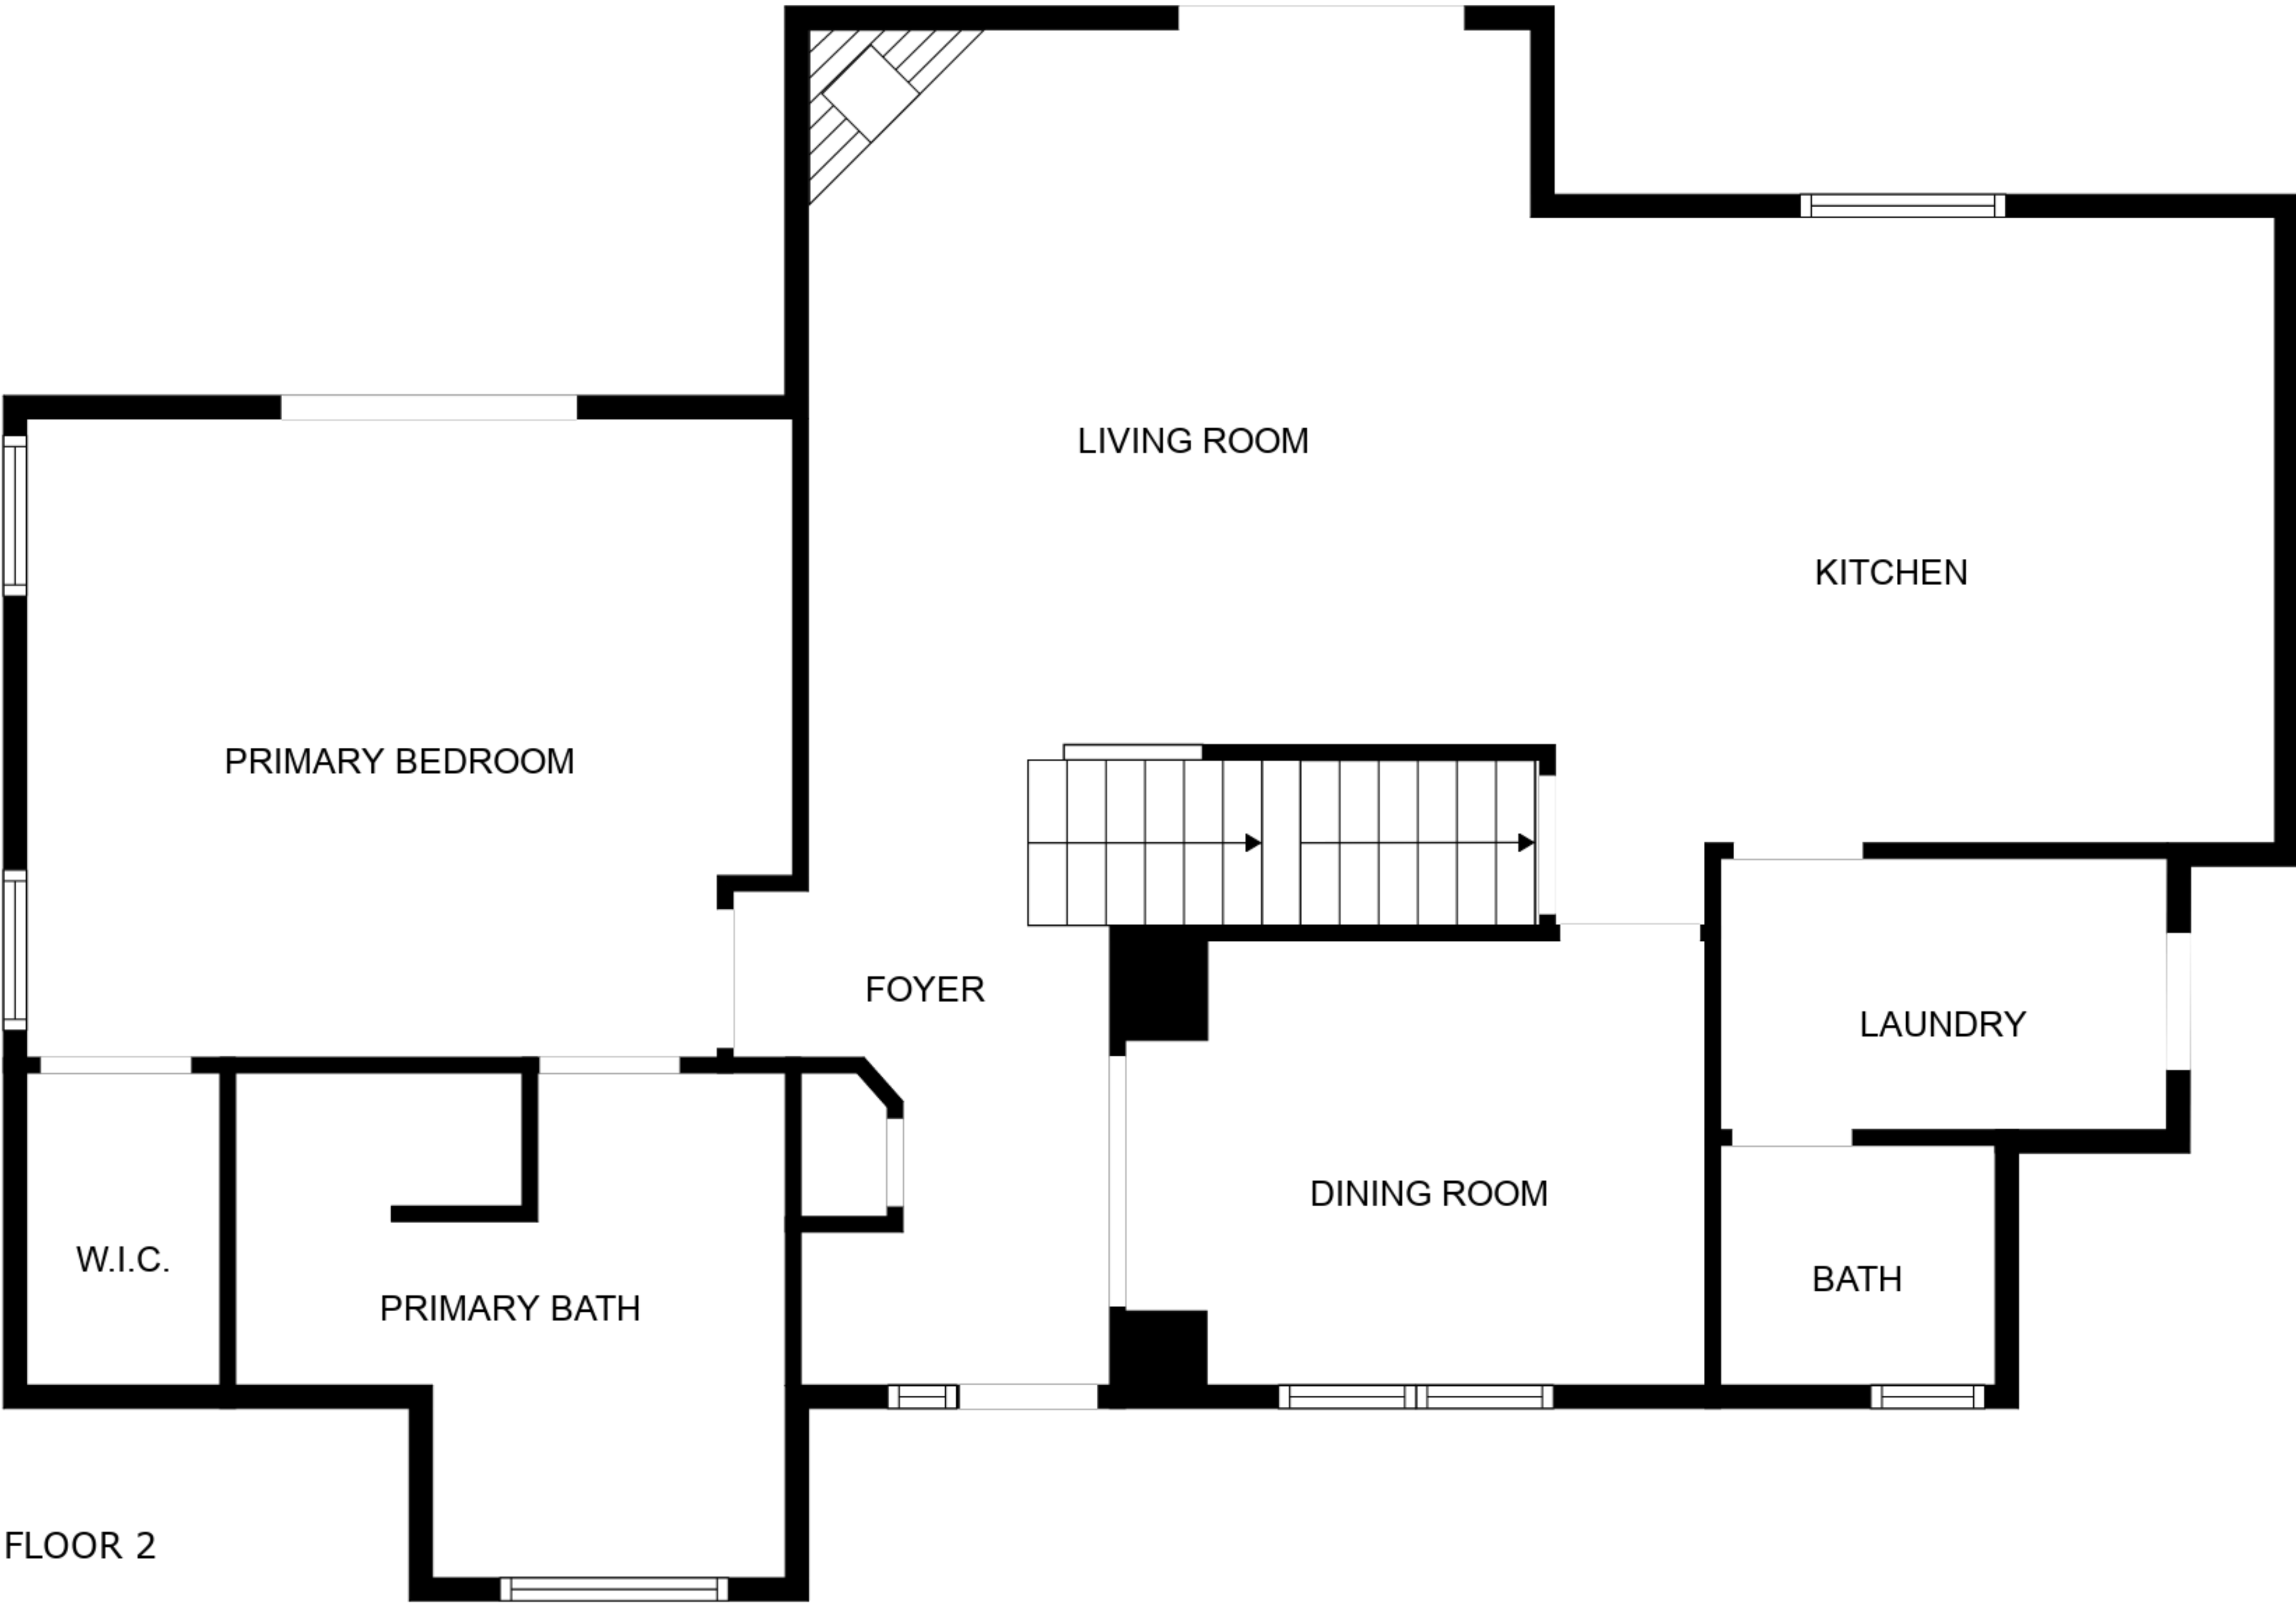 LIVING ROOM
KITCHEN
PRIMARY BEDROOM
FOYER
LAUNDRY
DINING ROOM
W.I.C.
BATH
PRIMARY BATH
FLOOR 2